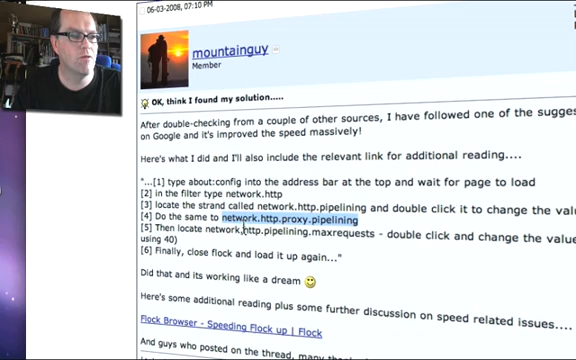 06-03-2008, 07:10 PM
mountainguy
Member
OK, think I found my solution.....
After double-checking from a couple of other sources, I have followed one of the
on Google and it's improved the speed massively!
Here's what I did and I'll also include the relevant link for additional reading....
"...[1] type about:config into the address bar at the top and wait for page to load
[2] in the filter type network.http
[3] locate the strand called network.http.pipelining and double click it to change the
[4] Do the same to network.http.proxy.pipelining
[5] Then locate network.http.pipelining.maxrequests - double click and change the
using 40)
[6] Finally, close flock and load it up again..."
Did that and its working like a dream
Here's some additional reading plus some further discussion on speed related issues....
Flock Browser - Speeding Flock up | Flock
And guys who posted on the thread, many